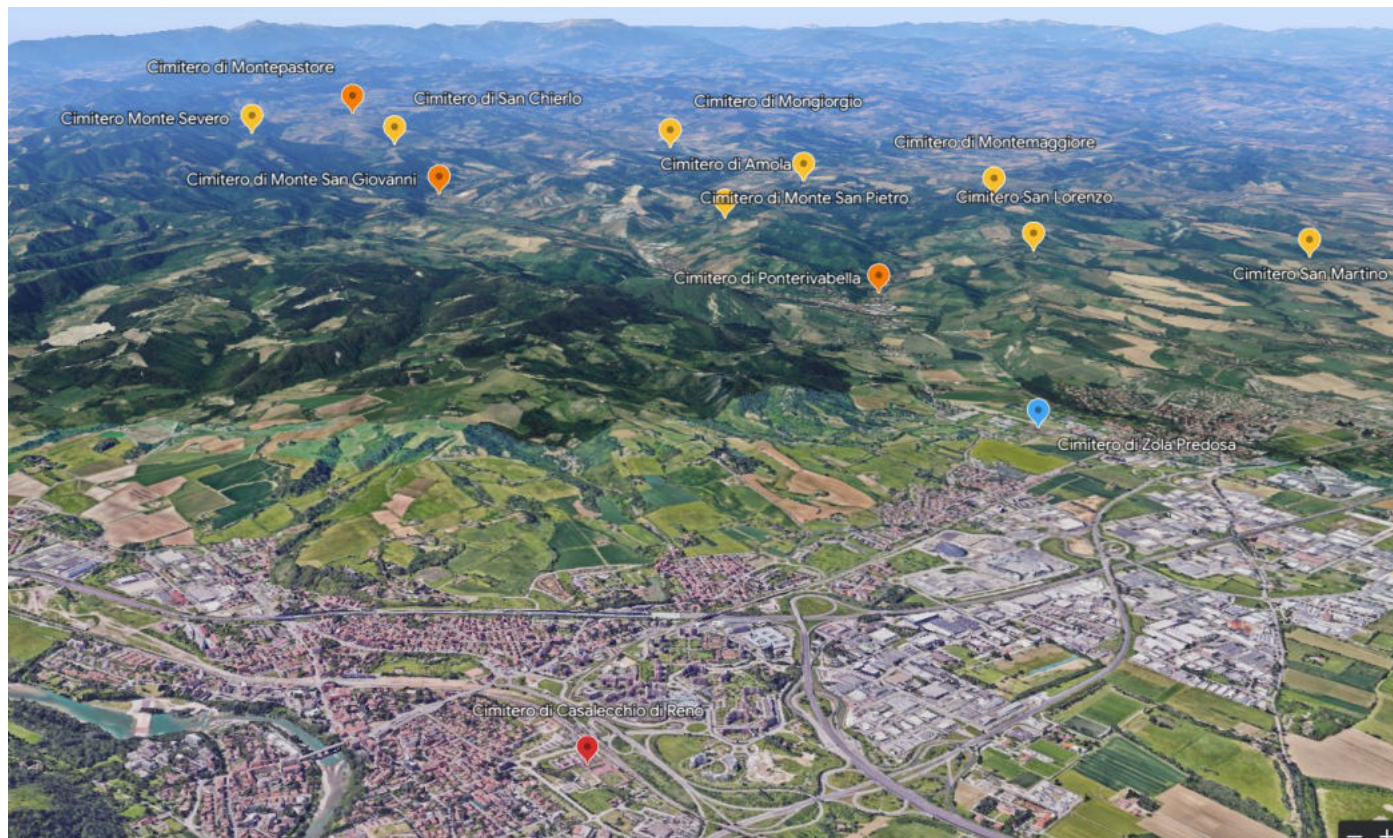 Cimitero di Montepastore
Cimitero di San Chierlo
Cimitero di Mongiorgio
Cimitero Monte Severo
Cimitero di Montemaggiore
Cimitero di Amola
Cimitero di Monte San Giovanni
Cimitero di Monte San Pietro
Cimitero San Lorenzo
Cimitero di Ponterivabella
Cimitero San Martino
Cimitero di Zola Predosa
Cimitero di Casalecchio di Reno